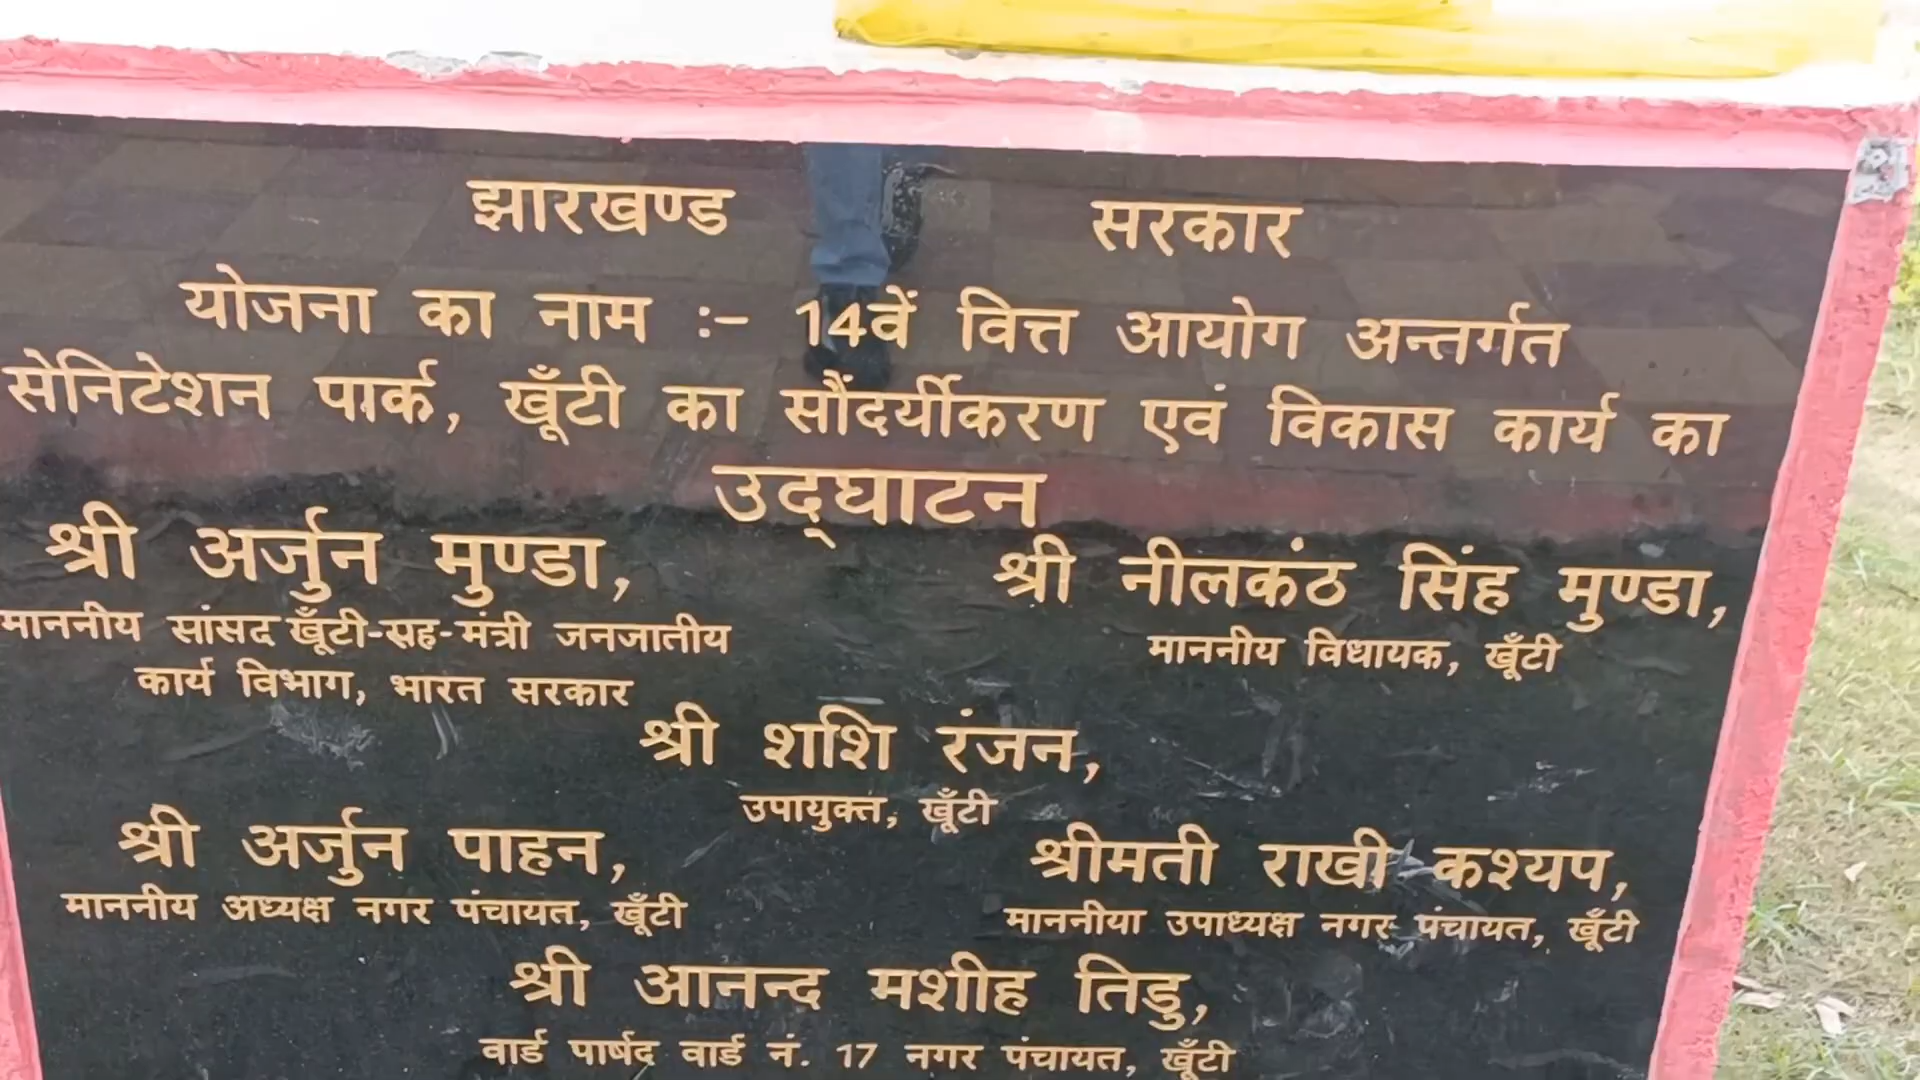 झारखण्ड सरकार
योजना का नाम :- 14वें वित्त आयोग अन्तर्गत
सेनिटेशन पार्क, खूँटी का सौंदर्यीकरण एवं विकास कार्य का
उद्‌घाटन
श्री अर्जुन मुण्डा,
माननीय सांसद खूँटी-सह-मंत्री जनजातीय
कार्य विभाग, भारत सरकार
श्री नीलकंठ सिंह मुण्डा,
माननीय विधायक, खूँटी
श्री शशि रंजन,
उपायुक्त, खूँटी
श्री अर्जुन पाहन,
माननीय अध्यक्ष नगर पंचायत, खूँटी
श्रीमती राखी कश्यप,
माननीया उपाध्यक्ष नगर पंचायत, खूँटी
श्री आनन्द मशीह तिडु,
वार्ड पार्षद वार्ड नं. 17 नगर पंचायत, खूँटी